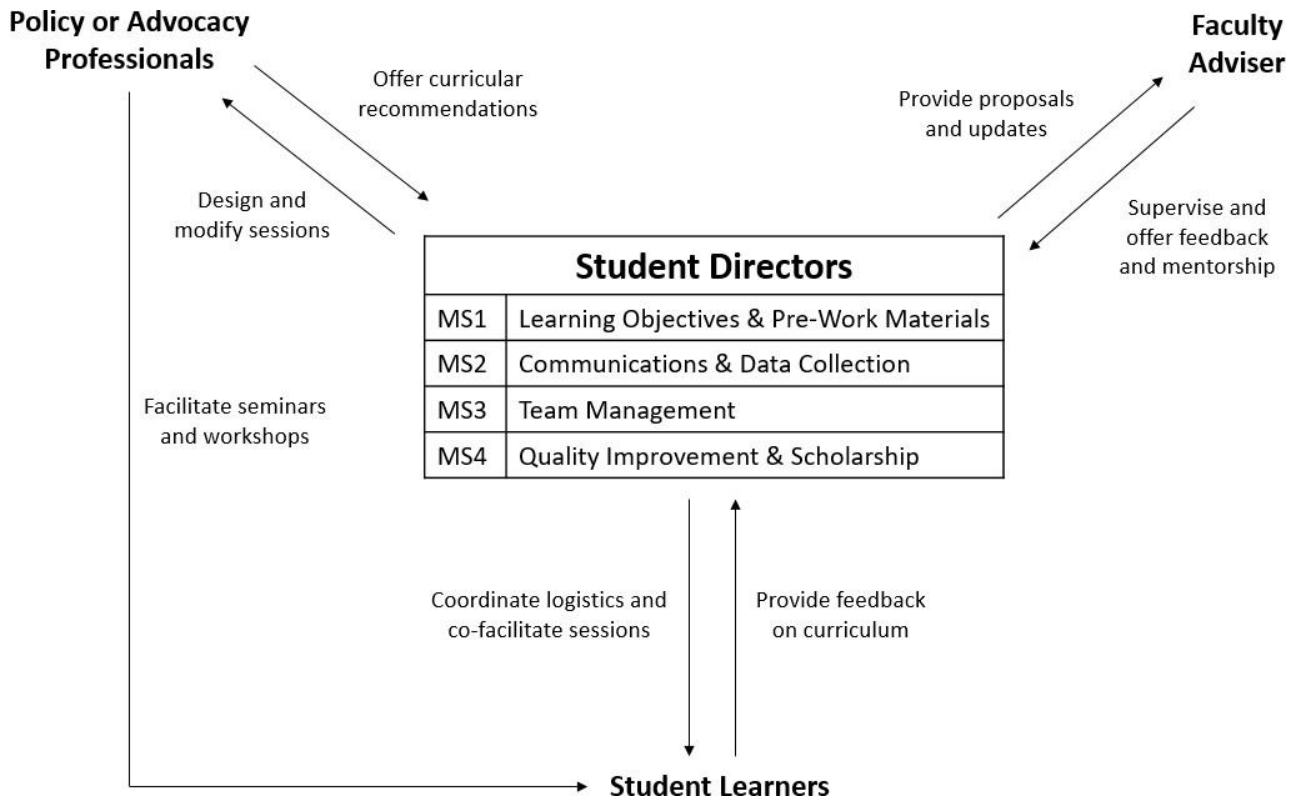 Policy or Advocacy
Professionals
Faculty
Adviser
Offer curricular
recommendations
Provide proposals
and updates
Design and
modify sessions
Supervise and
offer feedback
and mentorship
Student Directors
MS1 Learning Objectives & Pre-Work Materials
MS2 Communications & Data Collection
MS3 Team Management
MS4 Quality Improvement & Scholarship
Facilitate seminars
and workshops
Coordinate logistics and
co-facilitate sessions
Provide feedback
on curriculum
Student Learners